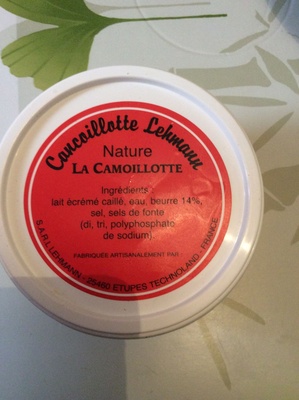 Cancoillotte Lehmann
Nature
LA CAMOILLOTTE
Ingrédients :
lait écrémé caillé, eau, beurre 14%,
sel, sels de fonte
(di, tri, polyphosphate
de sodium).
FABRIQUÉS ARTISANALEMENT PAR :
S.A.R.L LEHMANN - 25460 ETUPES TECHNOLAND - FRANCE